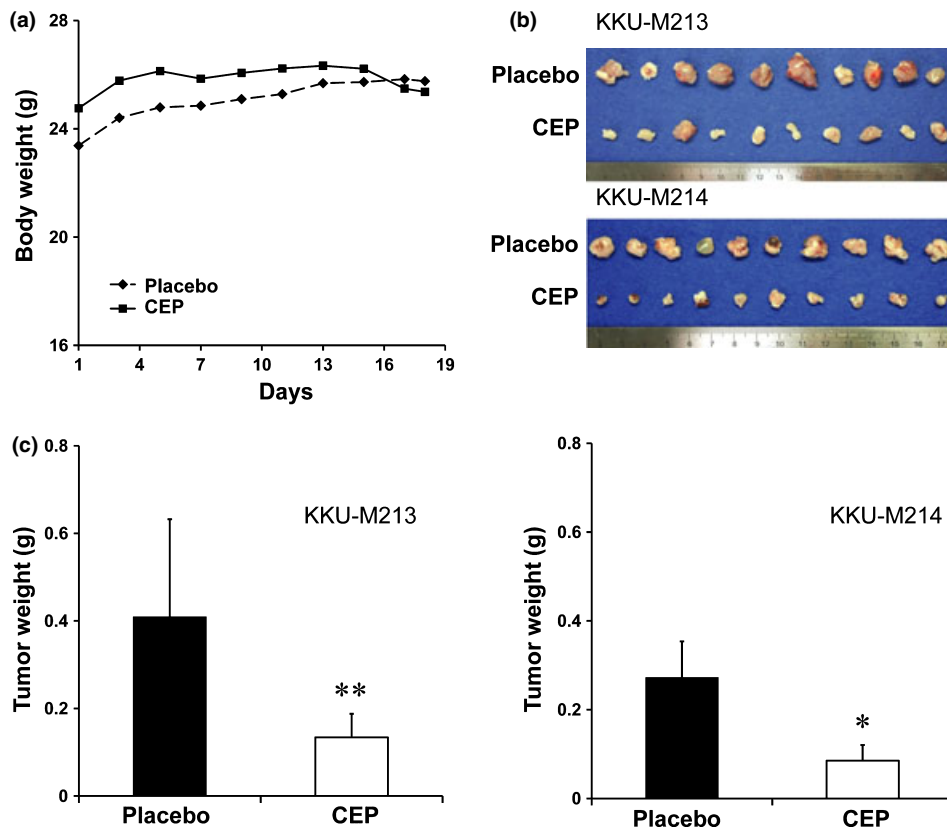 (a)
28
24
20
16
Body weight (g)
Placebo
CEP
1 4 7 10 13 16 19
Days
(b)
KKU-M213
Placebo
CEP
KKU-M214
Placebo
CEP
(c)
0.8
0.6
0.4
0.2
0
Tumor weight (g)
KKU-M213
**
Placebo CEP
0.8
0.6
0.4
0.2
0
Tumor weight (g)
KKU-M214
*
Placebo CEP